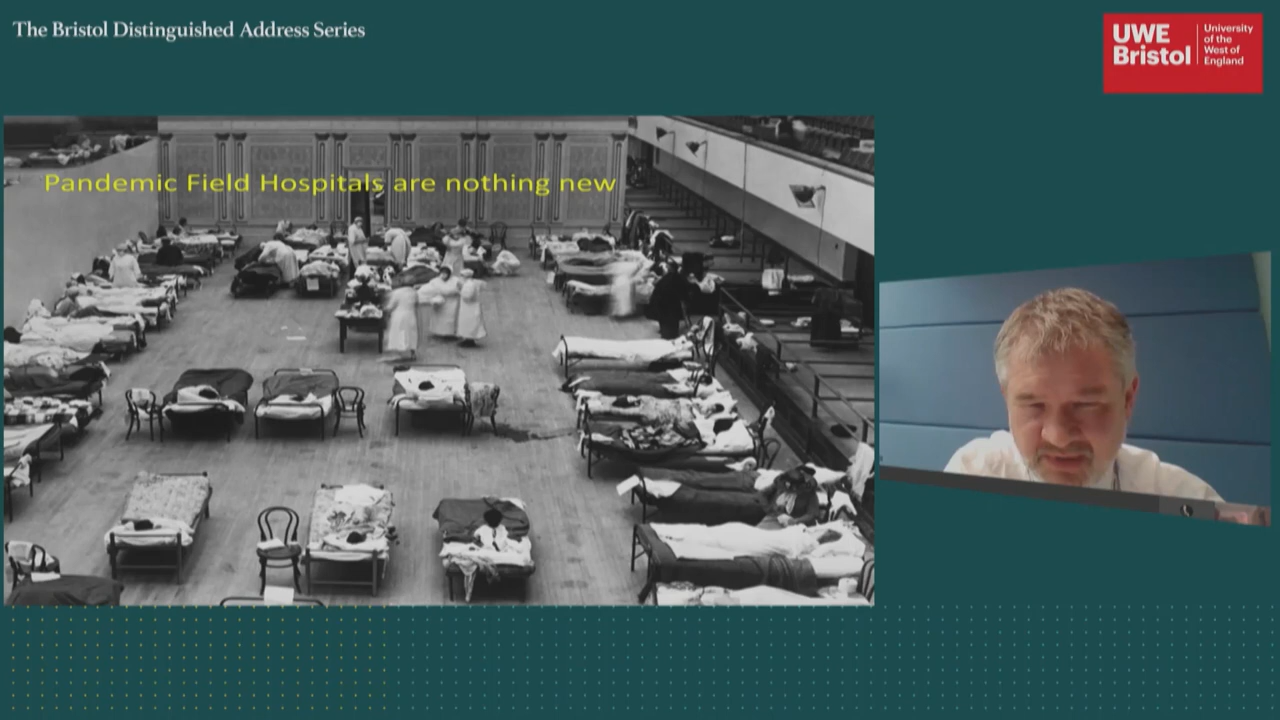 The Bristol Distinguished Address Series
UWE
Bristol
University
of the
West of
England
Pandemic Field Hospitals are nothing new